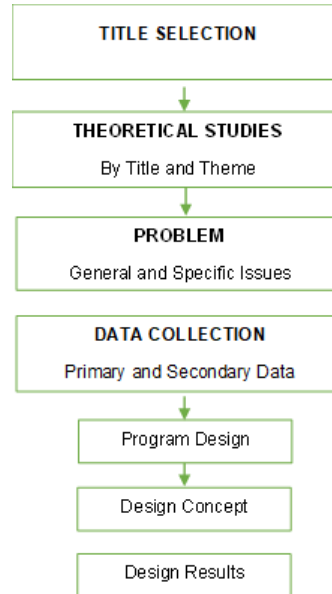 TITLE SELECTION
THEORETICAL STUDIES
By Title and Theme
PROBLEM
General and Specific Issues
DATA COLLECTION
Primary and Secondary Data
Program Design
Design Concept
Design Results